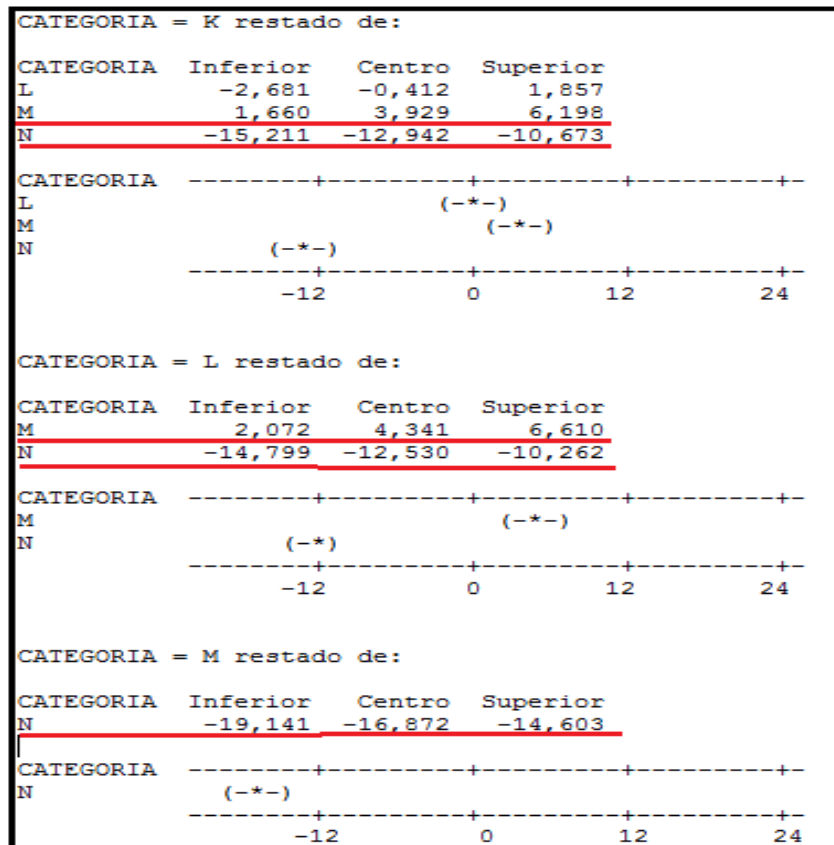 CATEGORIA = K restado de:
CATEGORIA  Inferior   Centro  Superior
L            -2,681   -0,412     1,857
M             1,660    3,929     6,198
N           -15,211  -12,942   -10,673
CATEGORIA  --------+---------+---------+---------+-
L                          (-*-)
M                             (-*-)
N               (-*-)
           --------+---------+---------+---------+-
                 -12         0        12        24
CATEGORIA = L restado de:
CATEGORIA  Inferior   Centro  Superior
M             2,072    4,341     6,610
N           -14,799  -12,530   -10,262
CATEGORIA  --------+---------+---------+---------+-
M                              (-*-)
N                (-*)
           --------+---------+---------+---------+-
                 -12         0        12        24
CATEGORIA = M restado de:
CATEGORIA  Inferior   Centro  Superior
N           -19,141  -16,872   -14,603
CATEGORIA  --------+---------+---------+---------+-
N            (-*-)
           --------+---------+---------+---------+-
                  -12         0        12        24